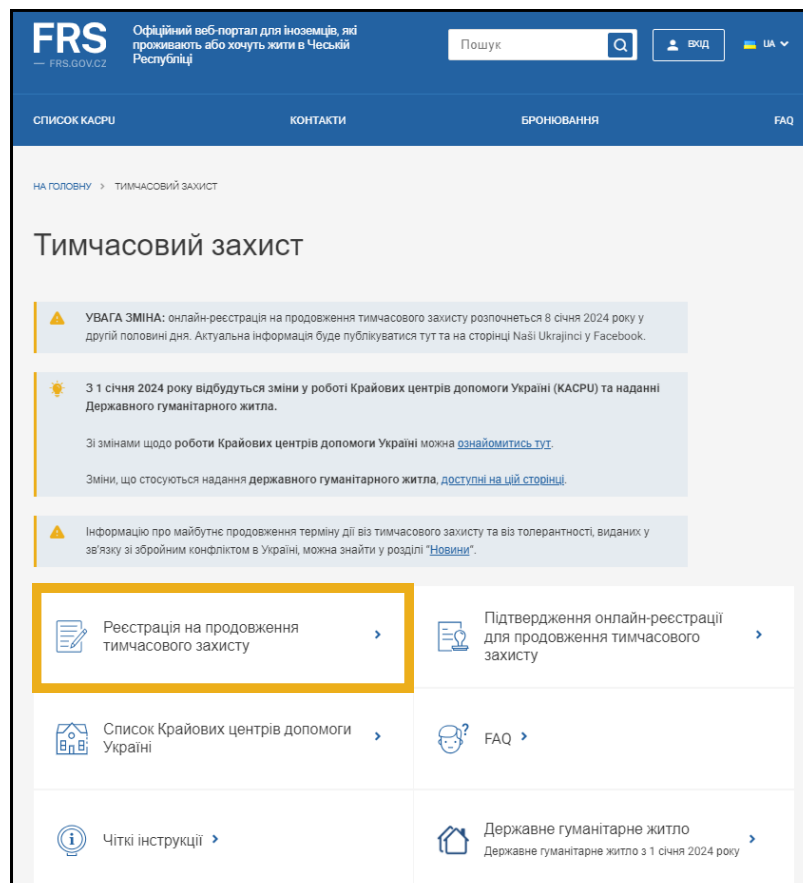 FRS
— FRS.GOV.CZ
Офіційний веб-портал для іноземців, які
проживають або хочуть жити в Чеській
Республіці
Пошук
ВХІД
UA
СПИСОК KACPU
КОНТАКТИ
БРОНЮВАННЯ
FAQ
НА ГОЛОВНУ > ТИМЧАСОВИЙ ЗАХИСТ
Тимчасовий захист
УВАГА ЗМІНА: онлайн-реєстрація на продовження тимчасового захисту розпочнеться 8 січня 2024 року у
другій половині дня. Актуальна інформація буде публікуватися тут та на сторінці Naši Ukrajinci у Facebook.
З 1 січня 2024 року відбудуться зміни у роботі Крайових центрів допомоги Україні (KACPU) та наданні
Державного гуманітарного житла.
Зі змінами щодо роботи Крайових центрів допомоги Україні можна ознайомитись тут.
Зміни, що стосуються надання державного гуманітарного житла, доступні на цій сторінці.
Інформацію про майбутнє продовження терміну дії віз тимчасового захисту та віз толерантності, виданих у
зв'язку зі збройним конфліктом в Україні, можна знайти у розділі "Новини".
Реєстрація на продовження
тимчасового захисту
Підтвердження онлайн-реєстрації
для продовження тимчасового
захисту
Список Крайових центрів допомоги
Україні
FAQ
Чіткі інструкції
Державне гуманітарне житло
Державне гуманітарне житло з 1 січня 2024 року